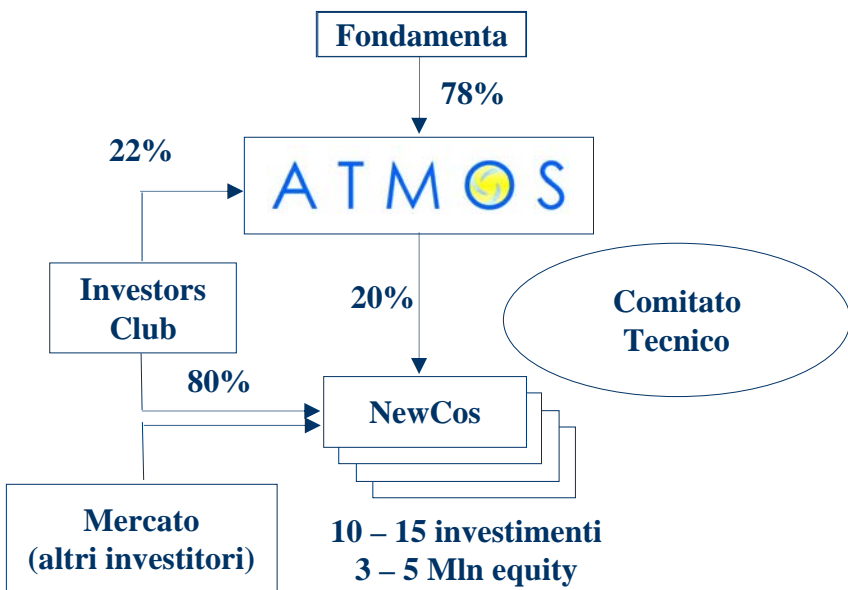 Fondamenta
78%
22%
ATMOS
Investors
Club
20%
Comitato
Tecnico
80%
NewCos
Mercato
(altri investitori)
10 – 15 investimenti
3 – 5 Mln equity